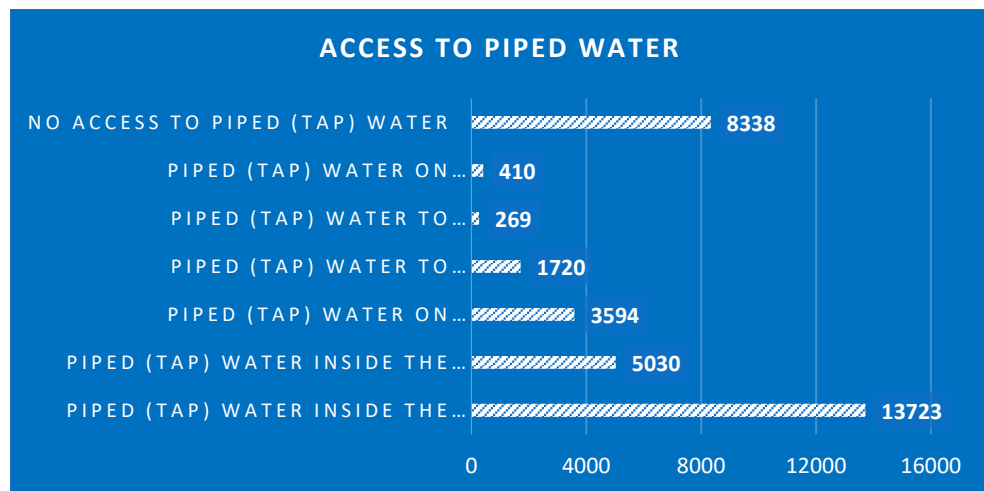 ACCESS TO PIPED WATER
NO ACCESS TO PIPED (TAP) WATER 8338
PIPED (TAP) WATER ON... 410
PIPED (TAP) WATER TO... 269
PIPED (TAP) WATER TO... 1720
PIPED (TAP) WATER ON... 3594
PIPED (TAP) WATER INSIDE THE... 5030
PIPED (TAP) WATER INSIDE THE... 13723
0 4000 8000 12000 16000